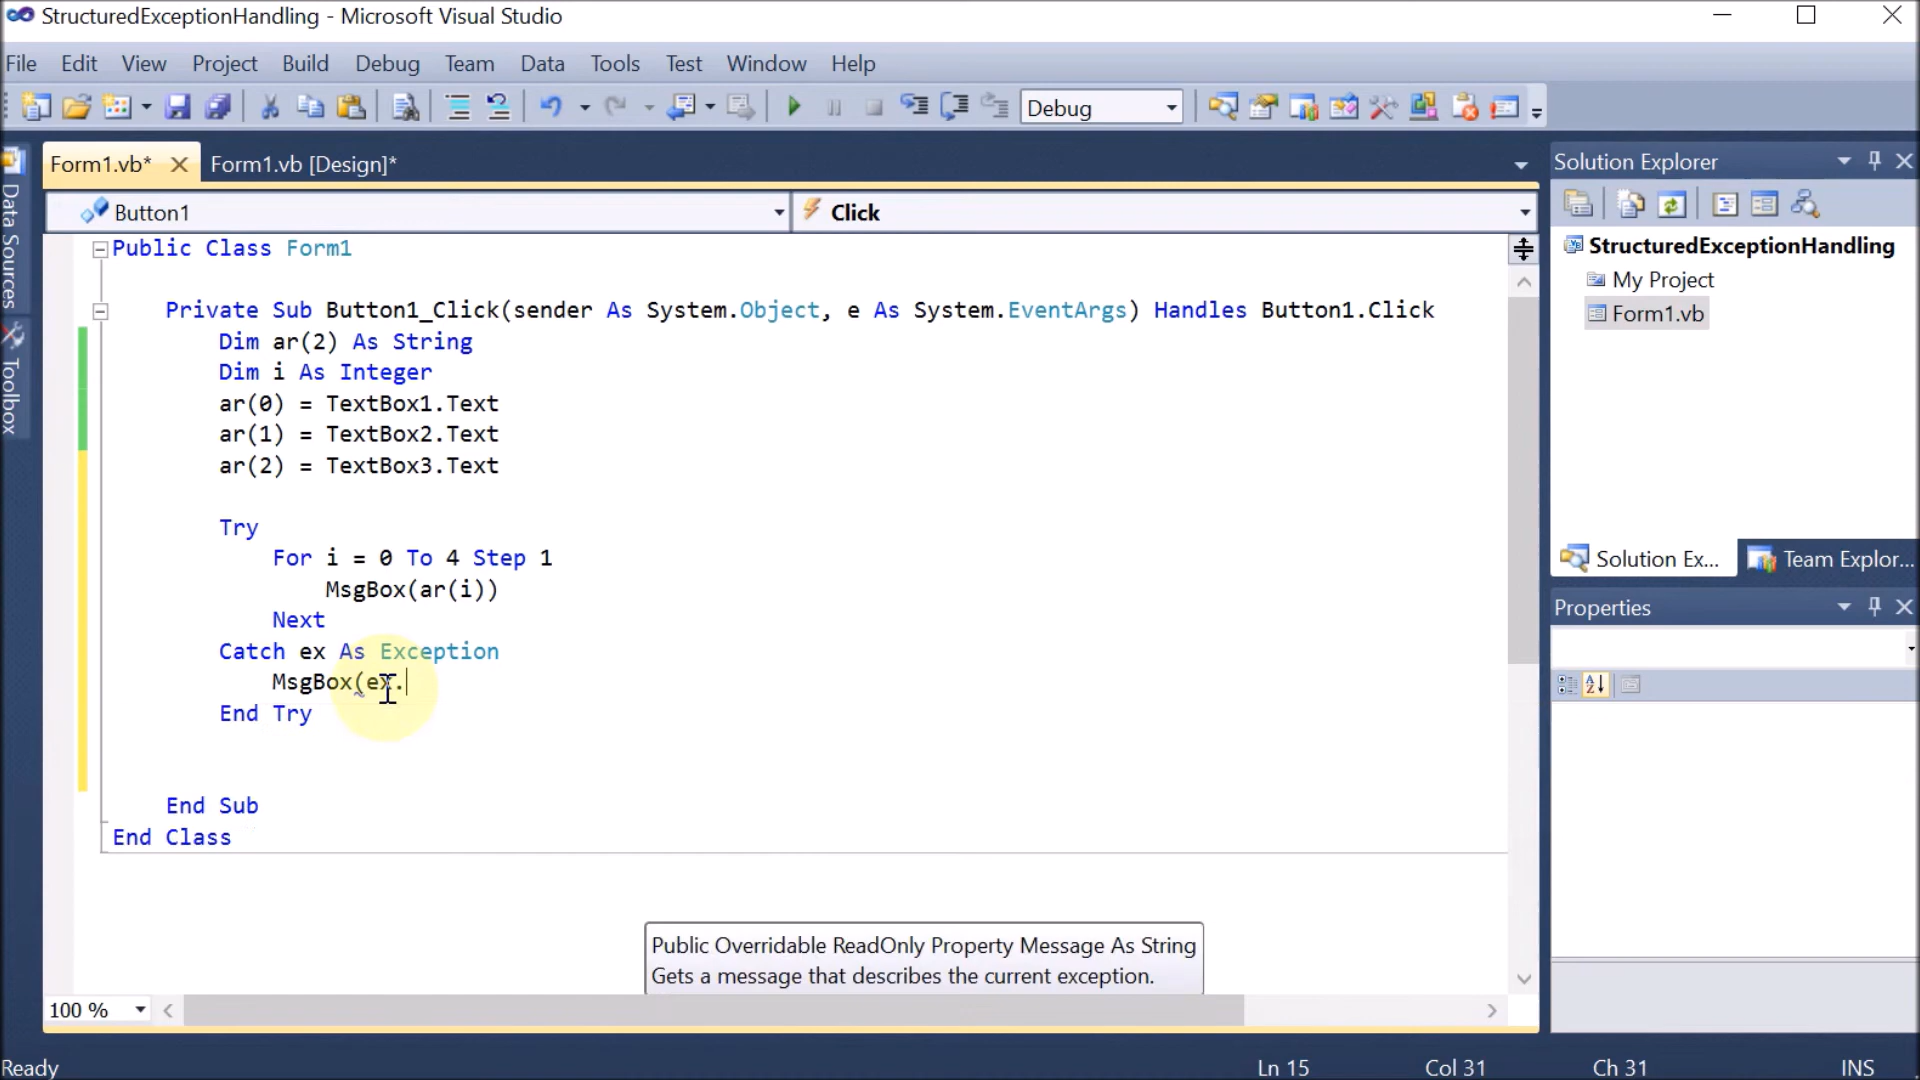 StructuredExceptionHandling - Microsoft Visual Studio
File Edit View Project Build Debug Team Data Tools Test Window Help
Debug
Form1.vb* Form1.vb [Design]*
Button1 Click
Data Sources
Toolbox
Public Class Form1
Private Sub Button1_Click(sender As System.Object, e As System.EventArgs) Handles Button1.Click
Dim ar(2) As String
Dim i As Integer
ar(0) = TextBox1.Text
ar(1) = TextBox2.Text
ar(2) = TextBox3.Text
Try
For i = 0 To 4 Step 1
MsgBox(ar(i))
Next
Catch ex As Exception
MsgBox(ex.
End Try
End Sub
End Class
Public Overridable ReadOnly Property Message As String
Gets a message that describes the current exception.
100 %
Solution Explorer
StructuredExceptionHandling
My Project
Form1.vb
Solution Ex... Team Explor...
Properties
Ready Ln 15 Col 31 Ch 31 INS